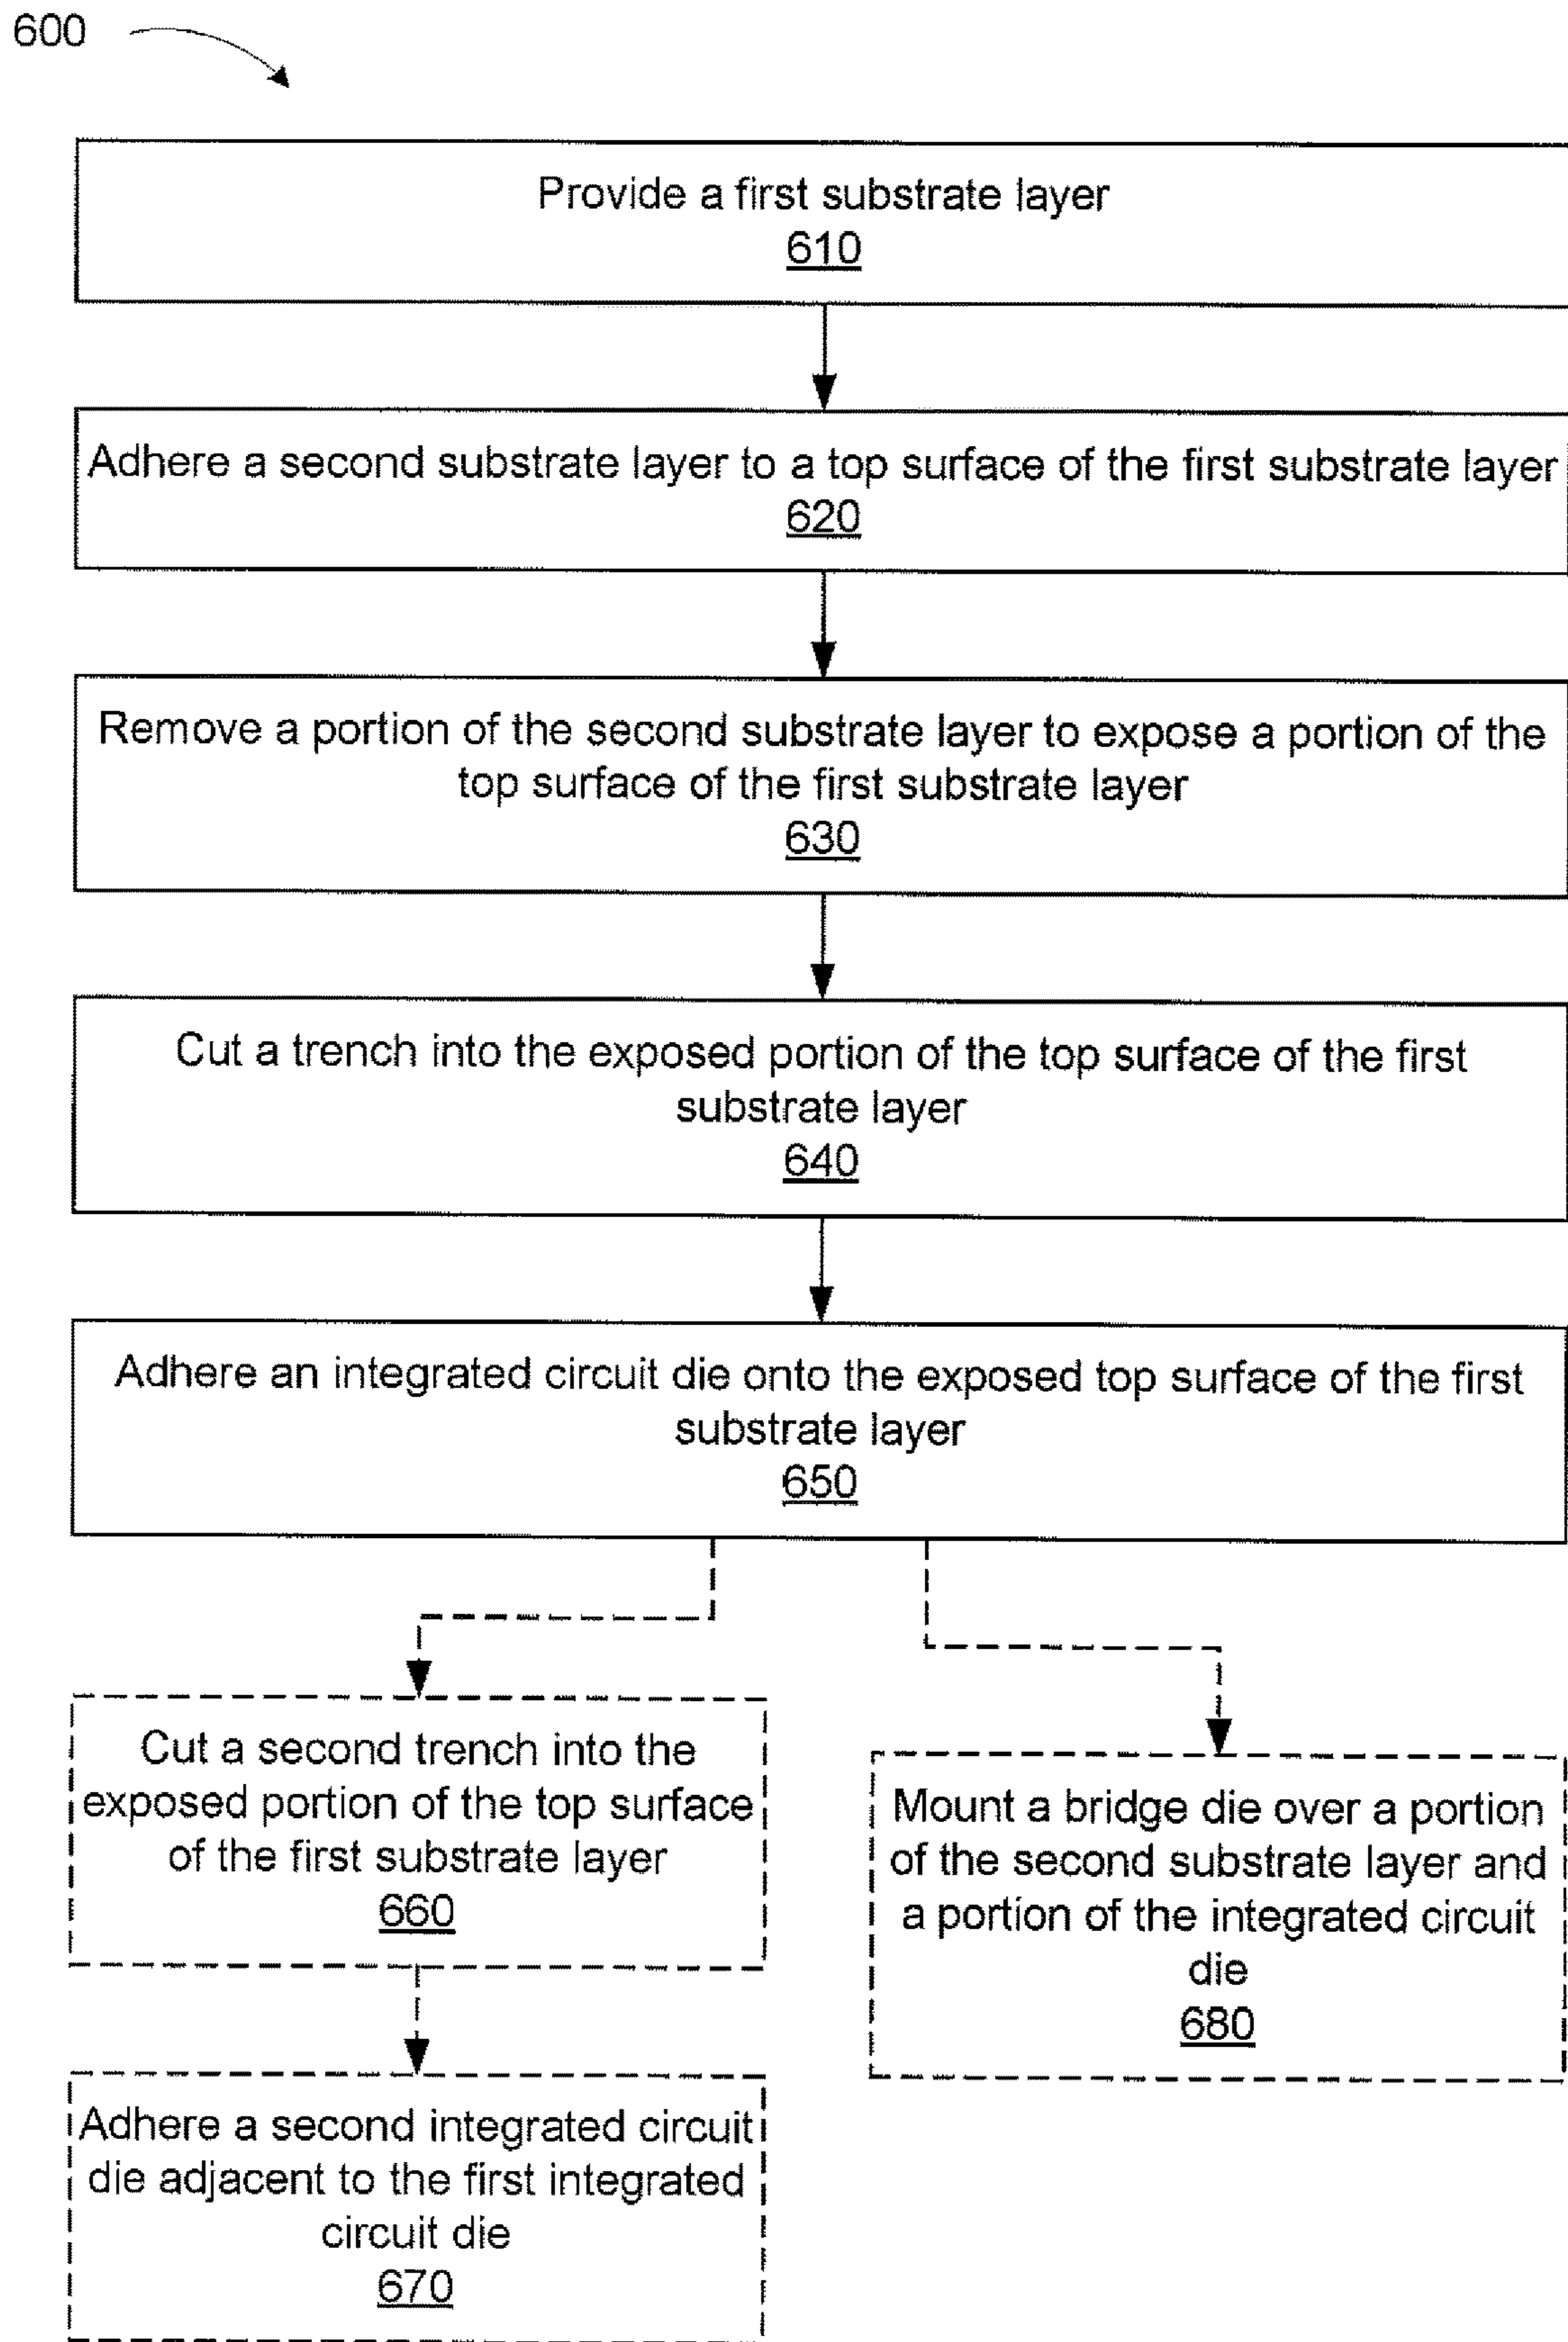 600
Provide a first substrate layer
610
Adhere a second substrate layer to a top surface of the first substrate layer
620
Remove a portion of the second substrate layer to expose a portion of the
top surface of the first substrate layer
630
Cut a trench into the exposed portion of the top surface of the first
substrate layer
640
Adhere an integrated circuit die onto the exposed top surface of the first
substrate layer
650
Cut a second trench into the
exposed portion of the top surface
of the first substrate layer
660
Mount a bridge die over a portion
of the second substrate layer and
a portion of the integrated circuit
die
680
Adhere a second integrated circuit
die adjacent to the first integrated
circuit die
670